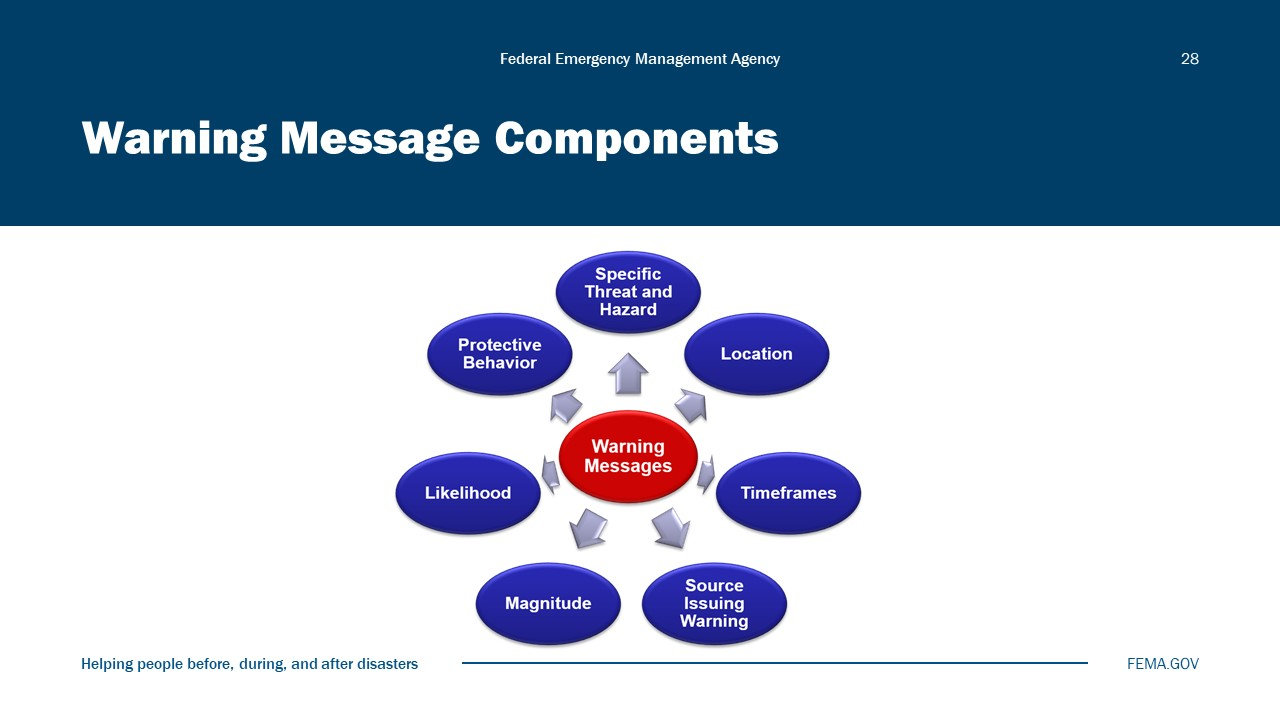 Federal Emergency Management Agency
28
Warning Message Components
Specific
Threat and
Hazard
Protective
Behavior
Location
Warning
Messages
Likelihood
Timeframes
Magnitude
Source
Issuing
Warning
Helping people before, during, and after disasters
FEMA.GOV